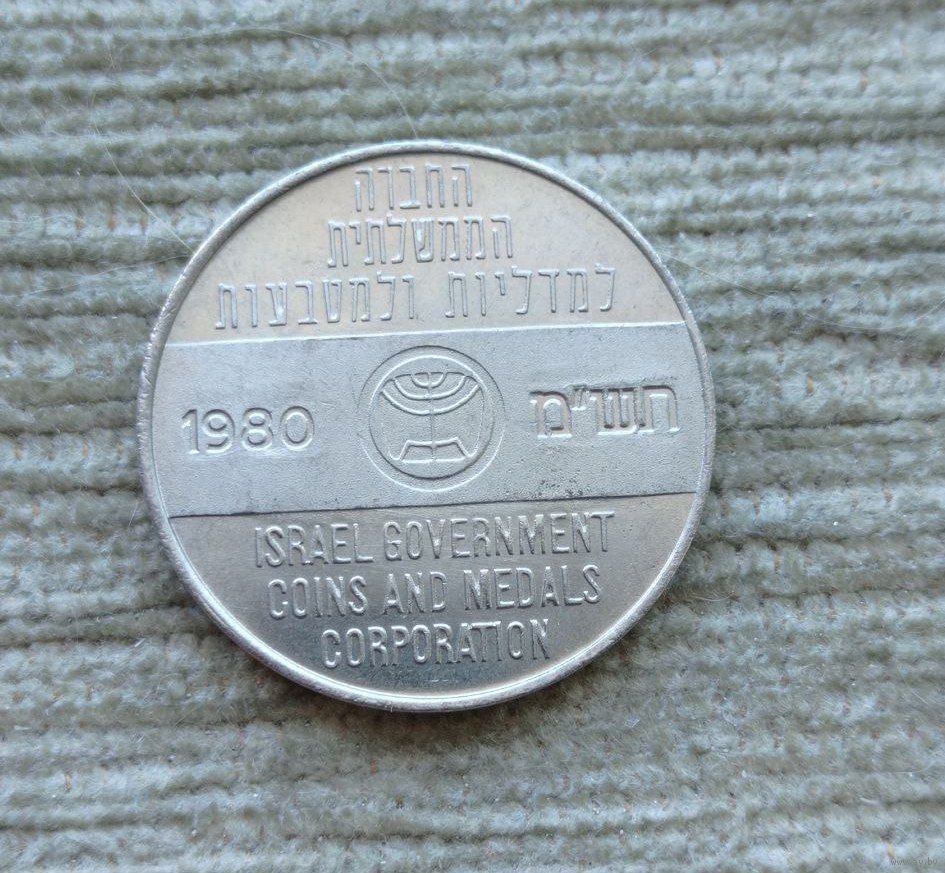 החברה
הממשלתית
למדליות ולמטבעות
1980 תש"מ
ISRAEL GOVERNMENT
COINS AND MEDALS
CORPORATION